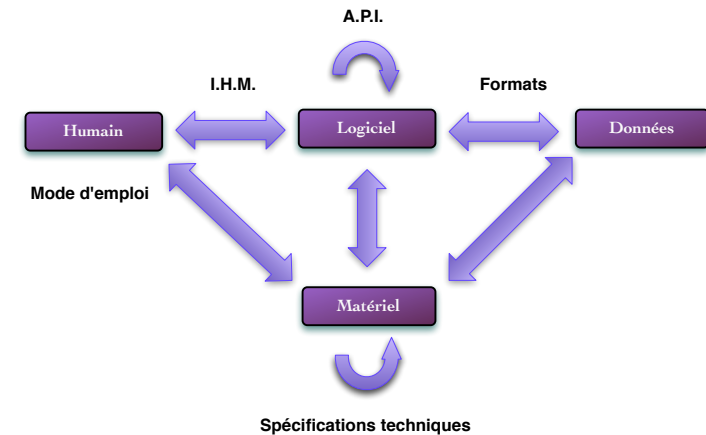 A.P.I.
I.H.M.
Formats
Humain
Logiciel
Données
Mode d'emploi
Matériel
Spécifications techniques